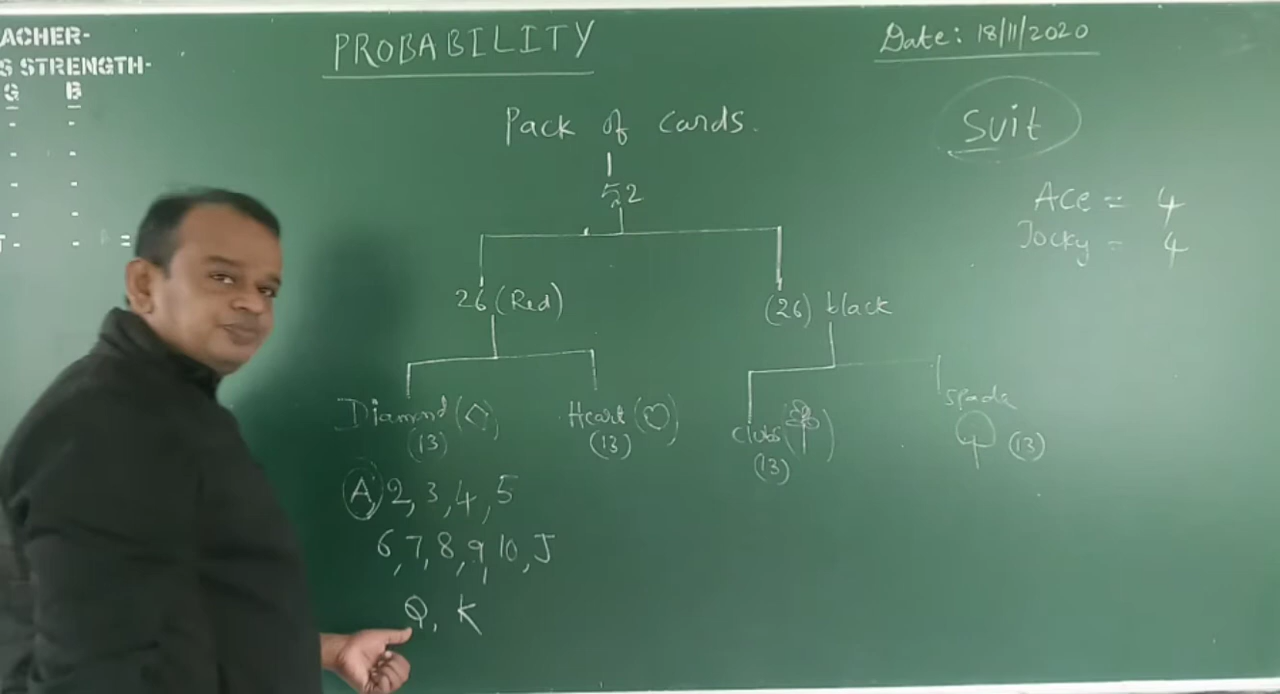 ACHER-
S STRENGTH-
G B
PROBABILITY
Date: 18/11/2020
Pack of cards.
52
Suit
Ace = 4
Jocky = 4
26 (Red)
(26) black
Diamond (◇)
(13)
Heart (♡)
(13)
Clubs (♣)
(13)
Spade
♠ (13)
A, 2, 3, 4, 5
6, 7, 8, 9, 10, J
Q, K